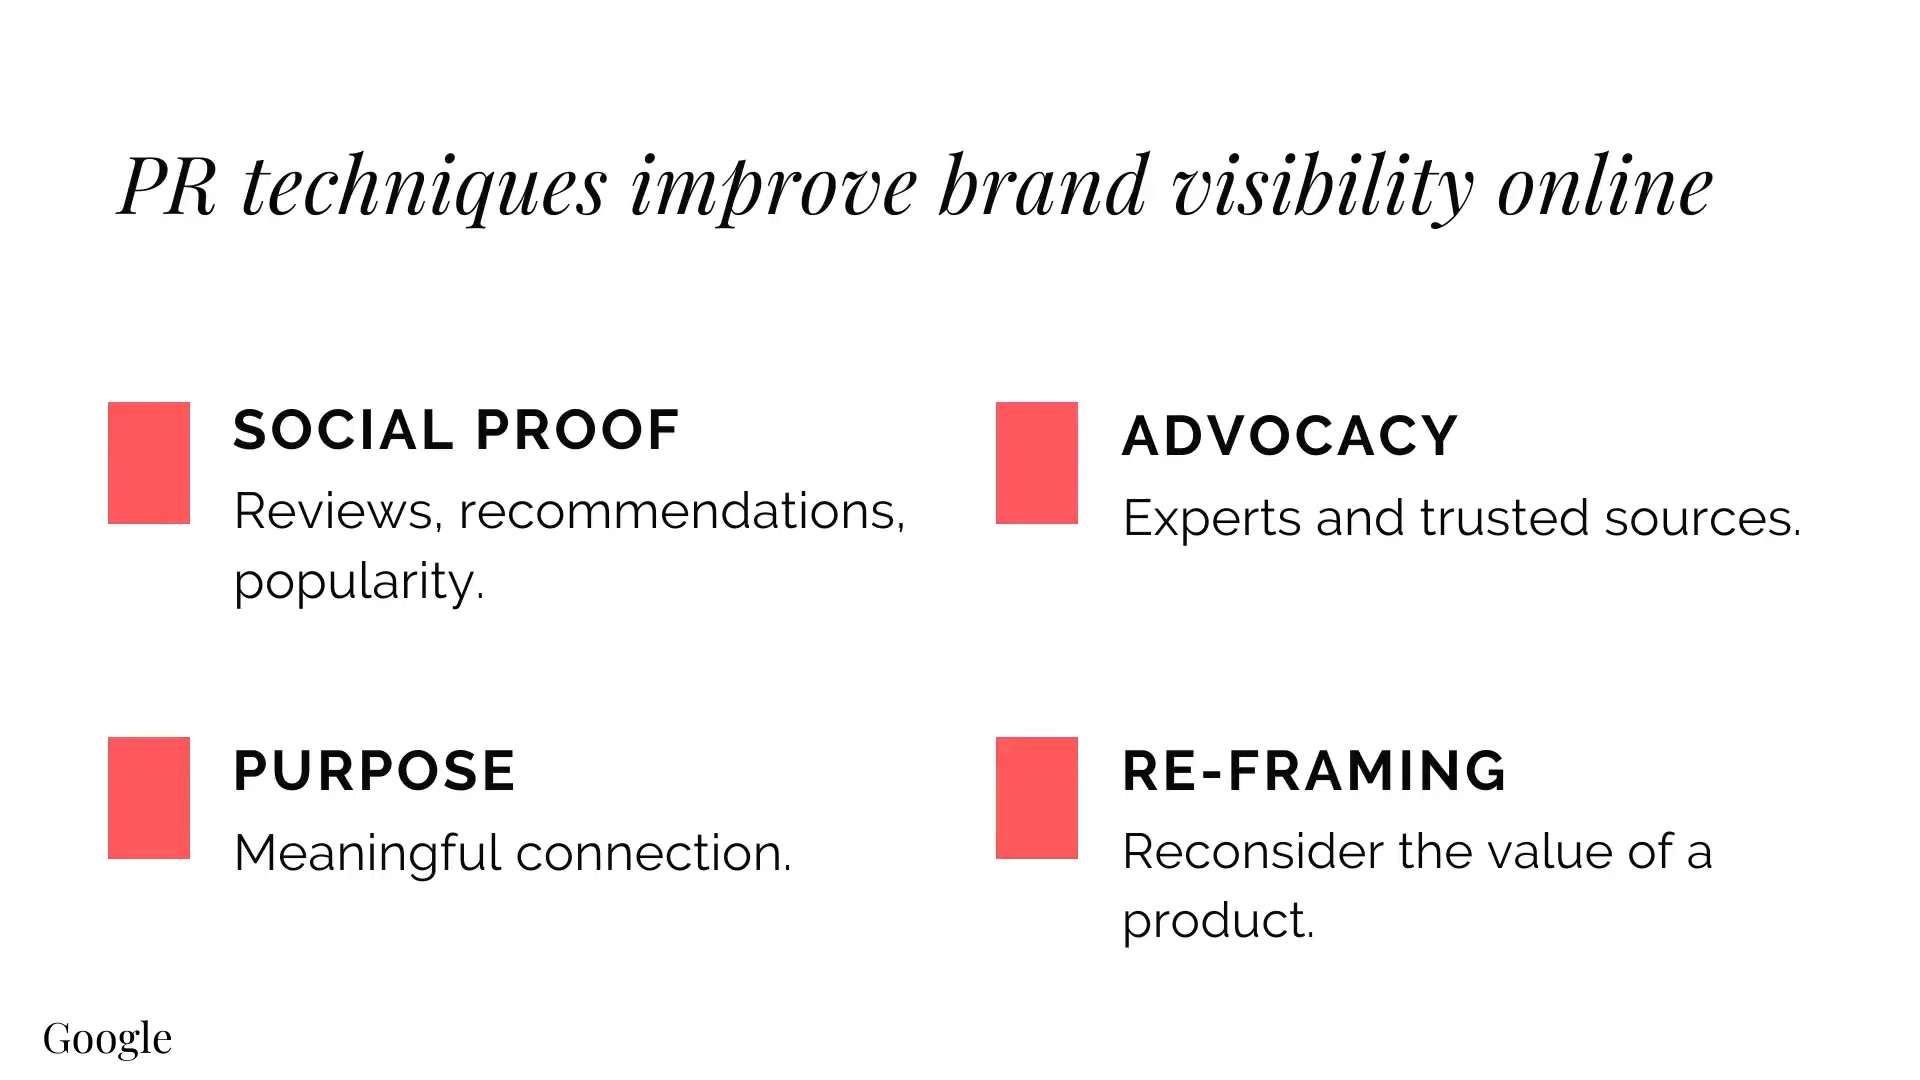 PR techniques improve brand visibility online
SOCIAL PROOF
Reviews, recommendations,
popularity.
ADVOCACY
Experts and trusted sources.
PURPOSE
Meaningful connection.
RE-FRAMING
Reconsider the value of a
product.
Google